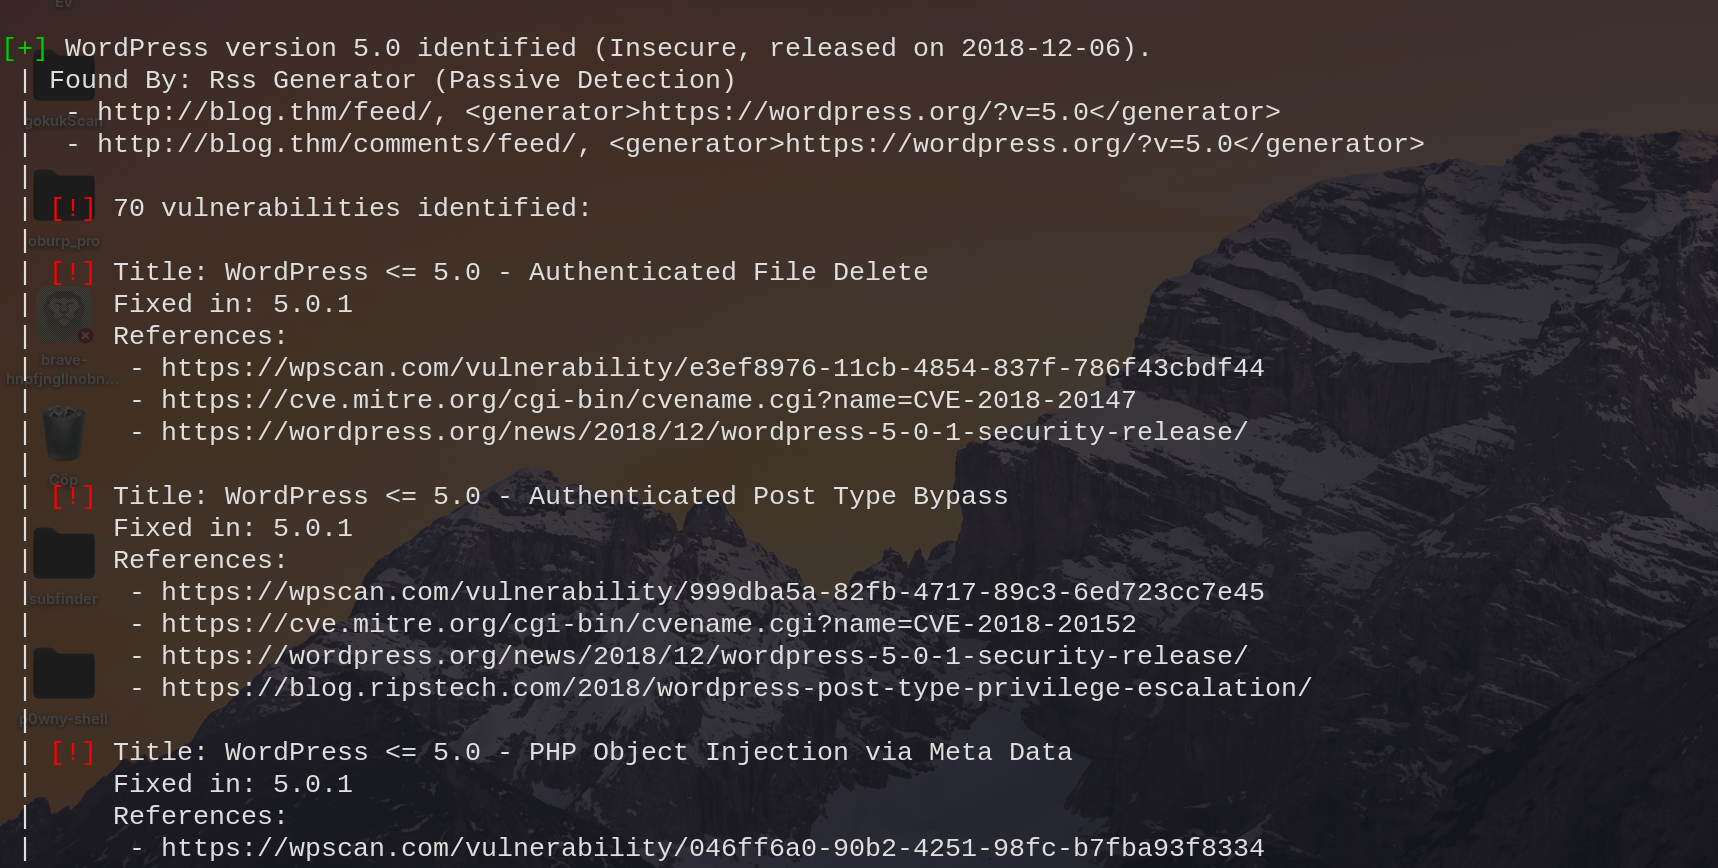 EV
[+] WordPress version 5.0 identified (Insecure, released on 2018-12-06).
| Found By: Rss Generator (Passive Detection)
|  - http://blog.thm/feed/, <generator>https://wordpress.org/?v=5.0</generator>
gokukScan
|  - http://blog.thm/comments/feed/, <generator>https://wordpress.org/?v=5.0</generator>
|
| [!] 70 vulnerabilities identified:
|
oburp_pro
| [!] Title: WordPress <= 5.0 - Authenticated File Delete
|     Fixed in: 5.0.1
|     References:
brave-
|      - https://wpscan.com/vulnerability/e3ef8976-11cb-4854-837f-786f43cbdf44
|      - https://cve.mitre.org/cgi-bin/cvename.cgi?name=CVE-2018-20147
|      - https://wordpress.org/news/2018/12/wordpress-5-0-1-security-release/
|
Cop
| [!] Title: WordPress <= 5.0 - Authenticated Post Type Bypass
|     Fixed in: 5.0.1
|     References:
|      - https://wpscan.com/vulnerability/999dba5a-82fb-4717-89c3-6ed723cc7e45
subfinder
|      - https://cve.mitre.org/cgi-bin/cvename.cgi?name=CVE-2018-20152
|      - https://wordpress.org/news/2018/12/wordpress-5-0-1-security-release/
|      - https://blog.ripstech.com/2018/wordpress-post-type-privilege-escalation/
|
p0wny-shell
| [!] Title: WordPress <= 5.0 - PHP Object Injection via Meta Data
|     Fixed in: 5.0.1
|     References:
|      - https://wpscan.com/vulnerability/046ff6a0-90b2-4251-98fc-b7fba93f8334